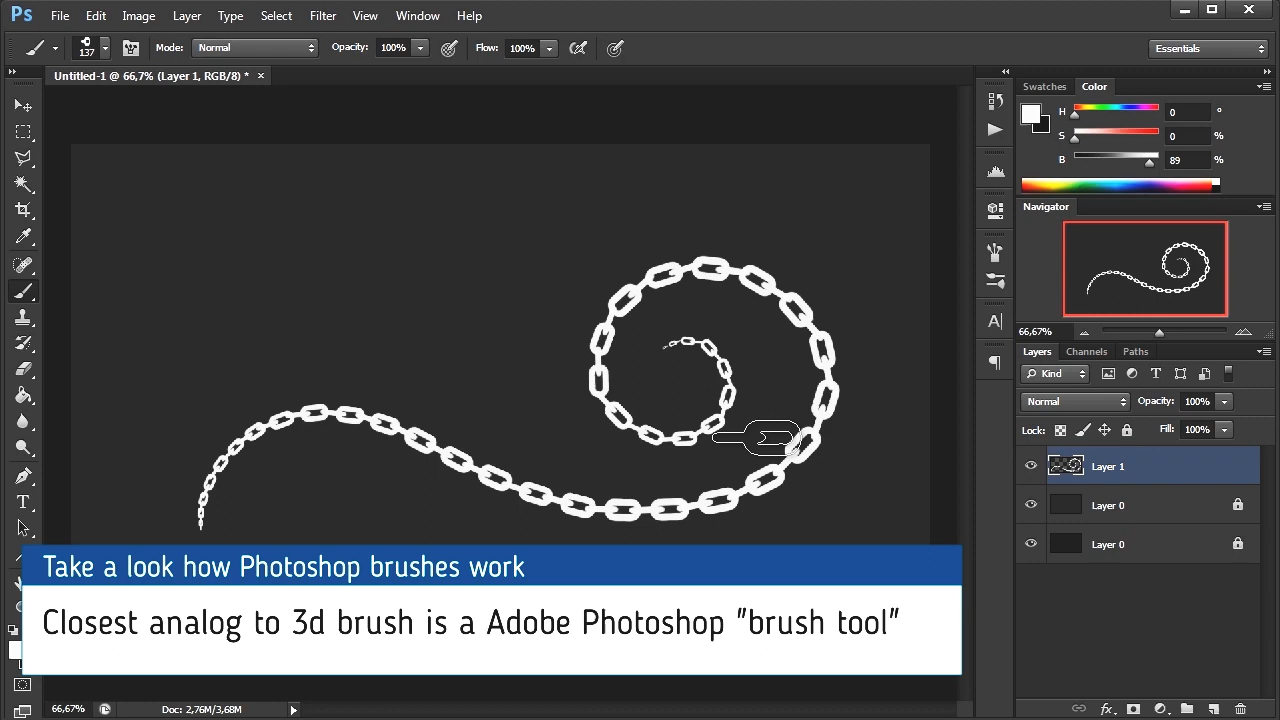 Ps File Edit Image Layer Type Select Filter View Window Help
137 Mode: Normal Opacity: 100% Flow: 100% Essentials
Untitled-1 @ 66,7% (Layer 1, RGB/8) * ×
Swatches Color
H 0 °
S 0 %
B 89 %
Navigator
66,67%
Layers Channels Paths
Kind
Normal Opacity: 100%
Lock: Fill: 100%
Layer 1
Layer 0
Layer 0
Take a look how Photoshop brushes work
Closest analog to 3d brush is a Adobe Photoshop "brush tool"
66,67% Doc: 2,76M/3,68M